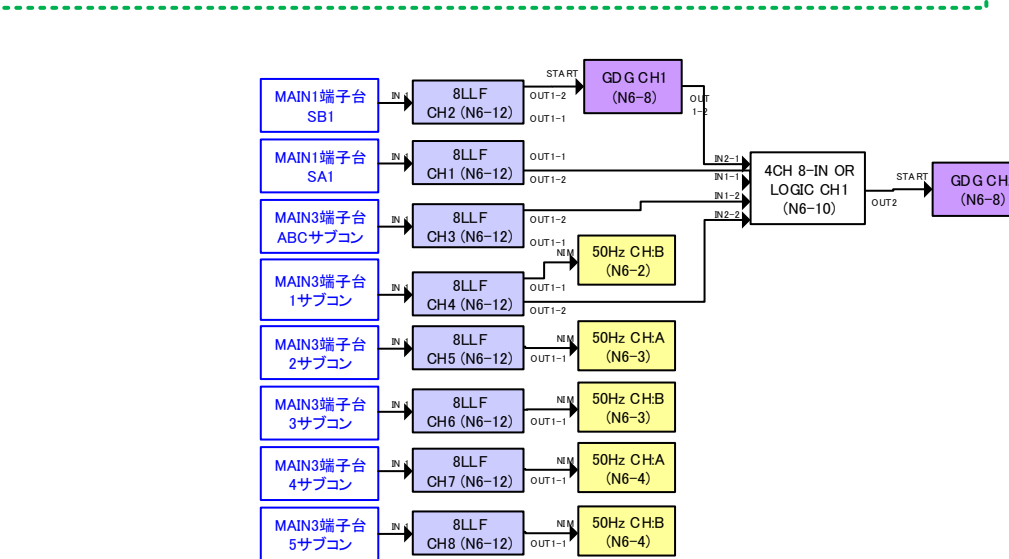 MAIN1端子台
SB1
IN 1
8LLF
CH2 (N6-12)
START
OUT1-2
OUT1-1
GDG CH1
(N6-8)
OUT
1-2
MAIN1端子台
SA1
IN 1
8LLF
CH1 (N6-12)
OUT1-1
OUT1-2
IN2-1
IN1-1
IN1-2
IN2-2
4CH 8-IN OR
LOGIC CH1
(N6-10)
OUT2
START
GDG CH
(N6-8)
MAIN3端子台
ABCサブコン
IN 1
8LLF
CH3 (N6-12)
OUT1-2
OUT1-1
MAIN3端子台
1サブコン
IN 1
8LLF
CH4 (N6-12)
NIM
OUT1-1
OUT1-2
50Hz CH:B
(N6-2)
MAIN3端子台
2サブコン
IN 1
8LLF
CH5 (N6-12)
NIM
OUT1-1
50Hz CH:A
(N6-3)
MAIN3端子台
3サブコン
IN 1
8LLF
CH6 (N6-12)
NIM
OUT1-1
50Hz CH:B
(N6-3)
MAIN3端子台
4サブコン
IN 1
8LLF
CH7 (N6-12)
NIM
OUT1-1
50Hz CH:A
(N6-4)
MAIN3端子台
5サブコン
IN 1
8LLF
CH8 (N6-12)
NIM
OUT1-1
50Hz CH:B
(N6-4)